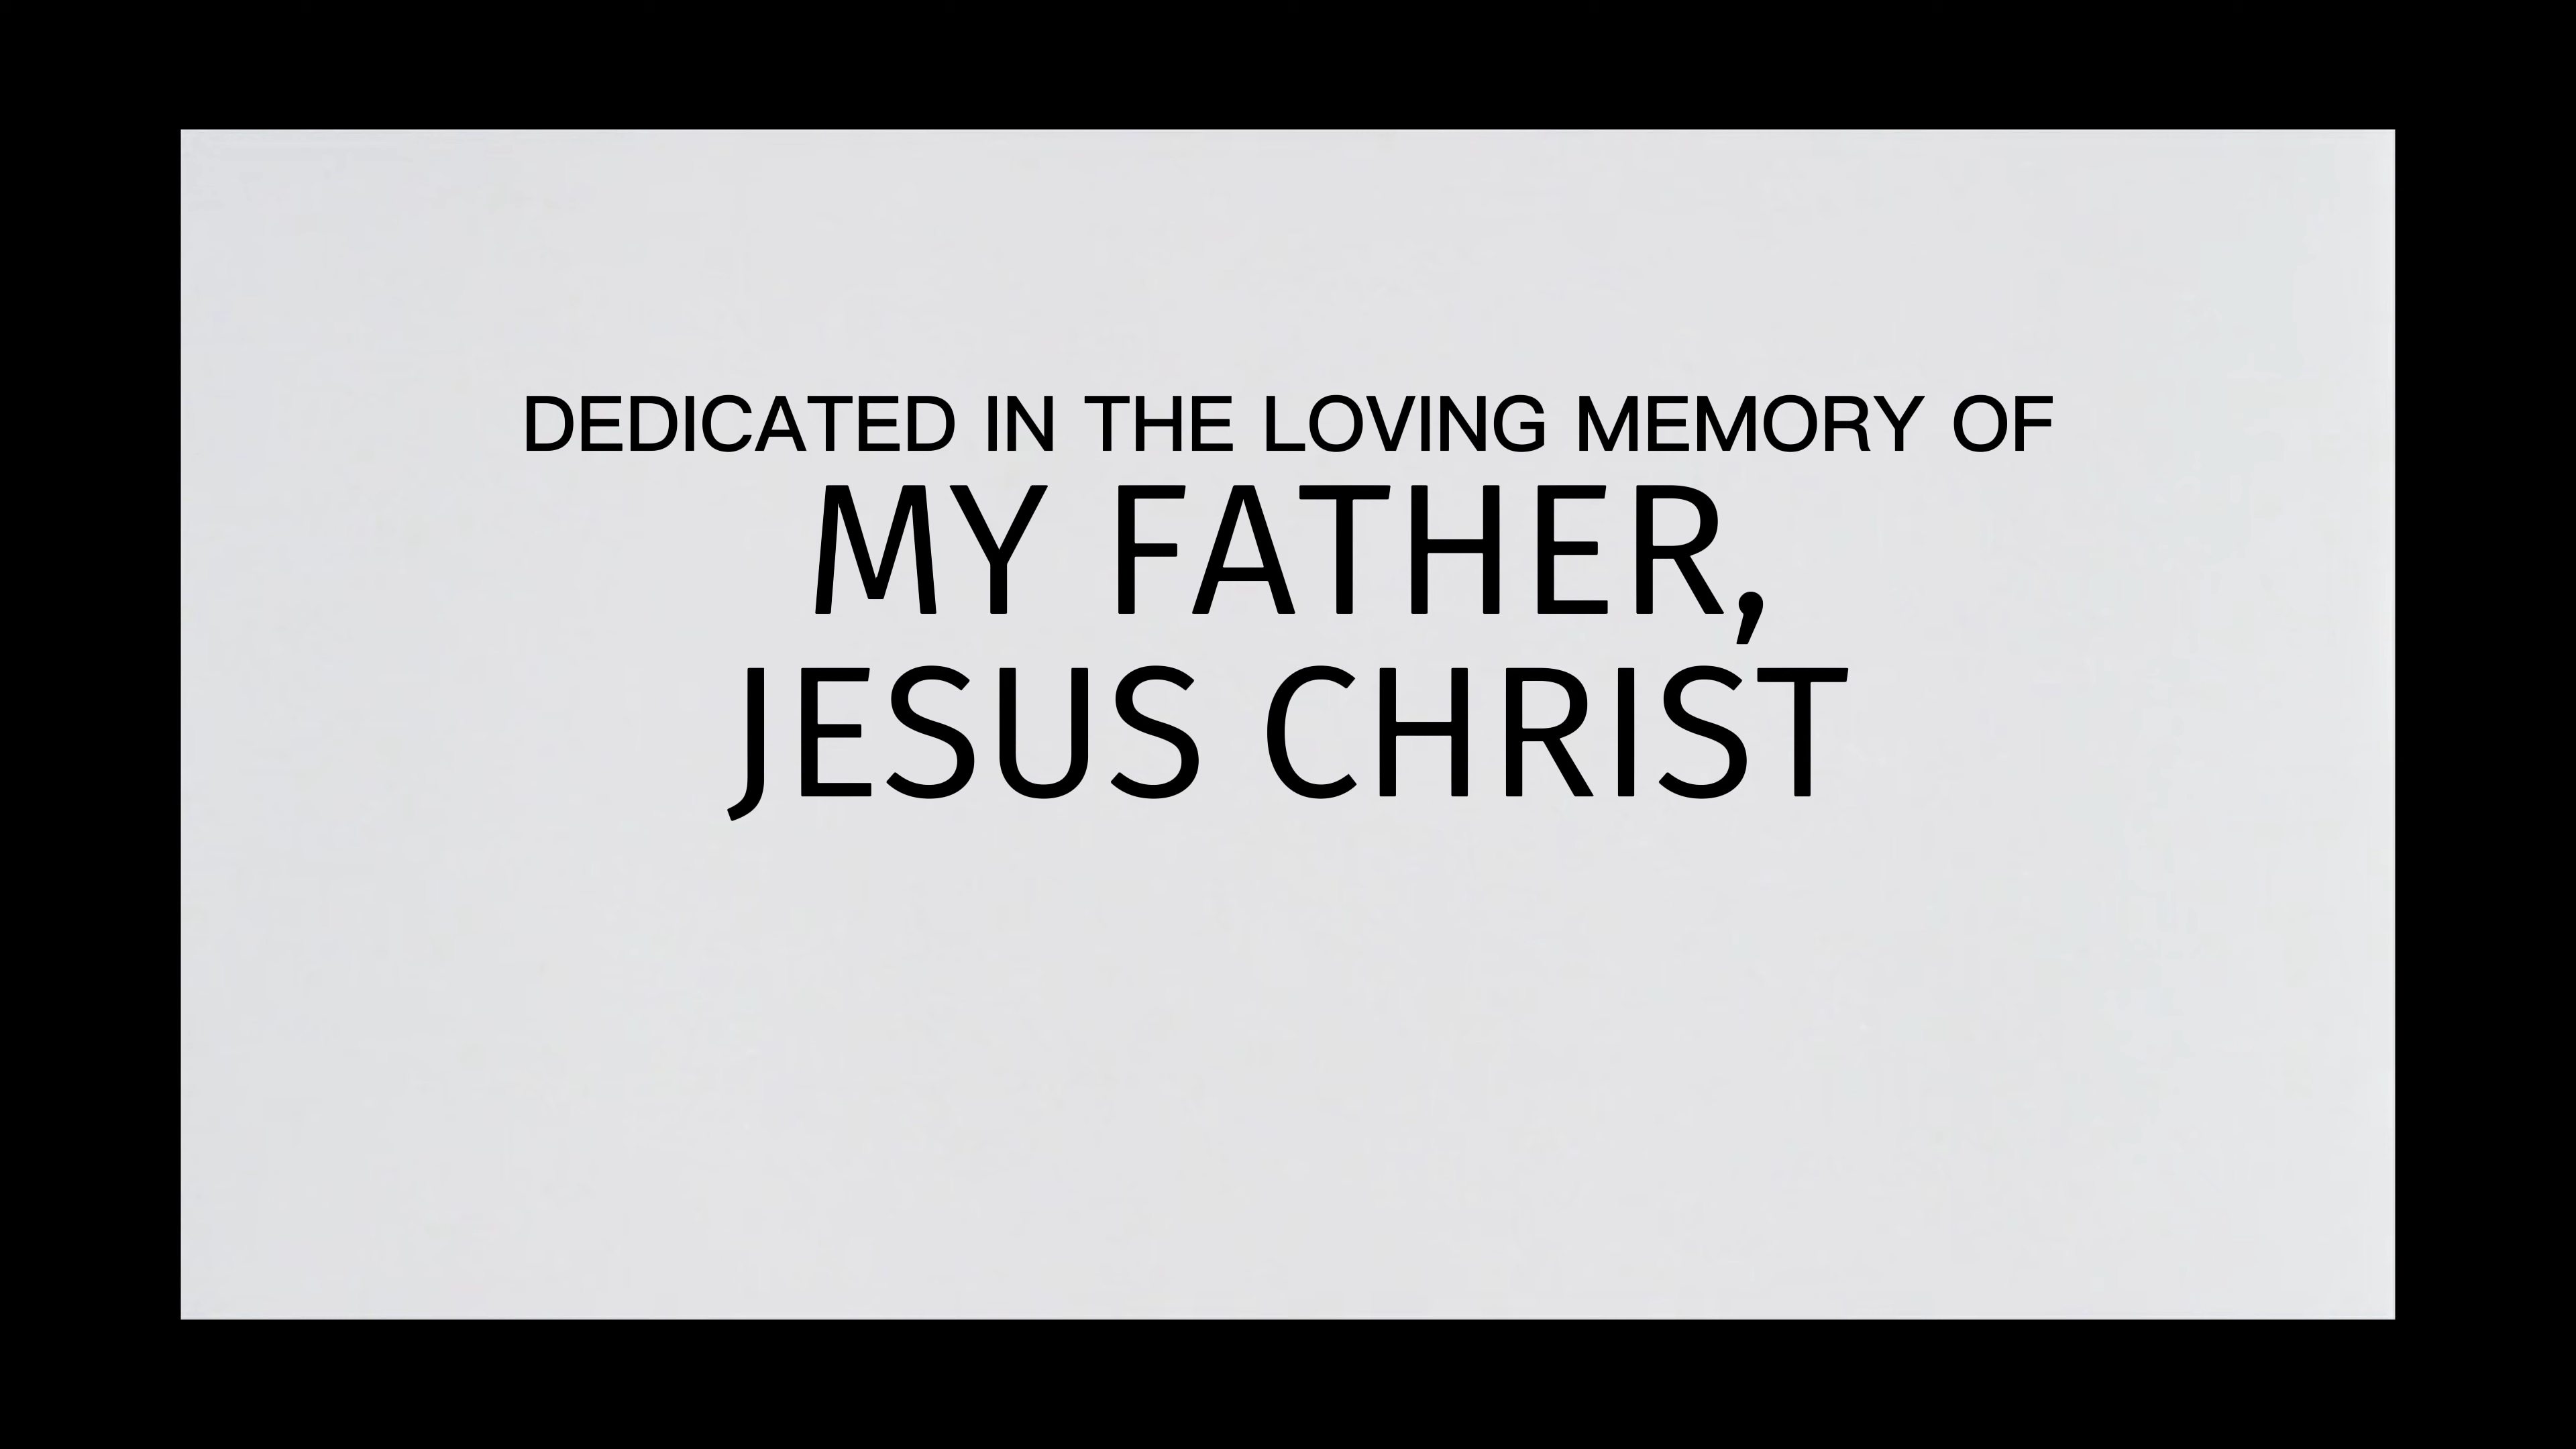 DEDICATED IN THE LOVING MEMORY OF
MY FATHER,
JESUS CHRIST